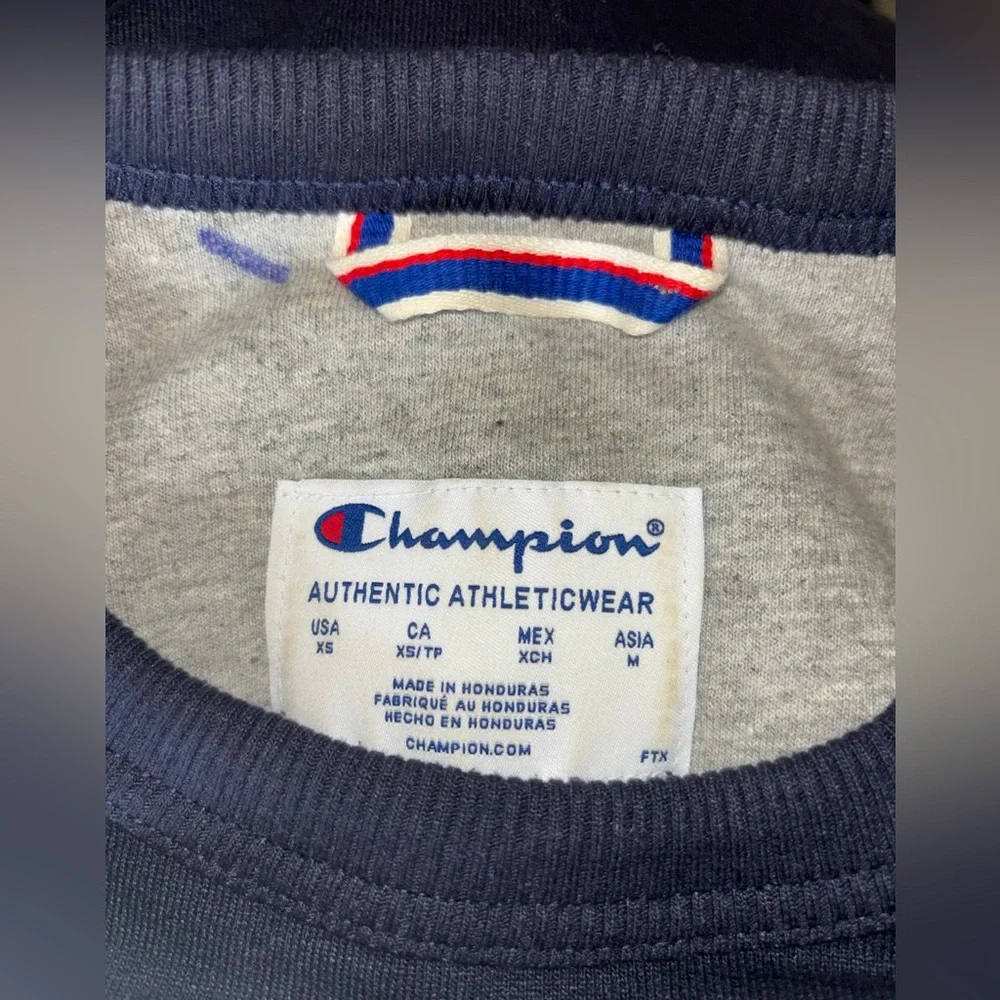 Champion®
AUTHENTIC ATHLETICWEAR
USA CA MEX ASIA
XS XS/TP XCH M
MADE IN HONDURAS
FABRIQUÉ AU HONDURAS
HECHO EN HONDURAS
CHAMPION.COM
FTX